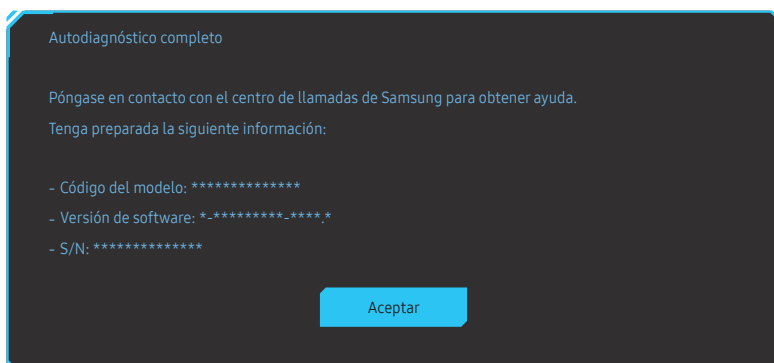 Autodiagnóstico completo
Póngase en contacto con el centro de llamadas de Samsung para obtener ayuda.
Tenga preparada la siguiente información:
- Código del modelo: **************
- Versión de software: *-*********-****.*
- S/N: **************
Aceptar